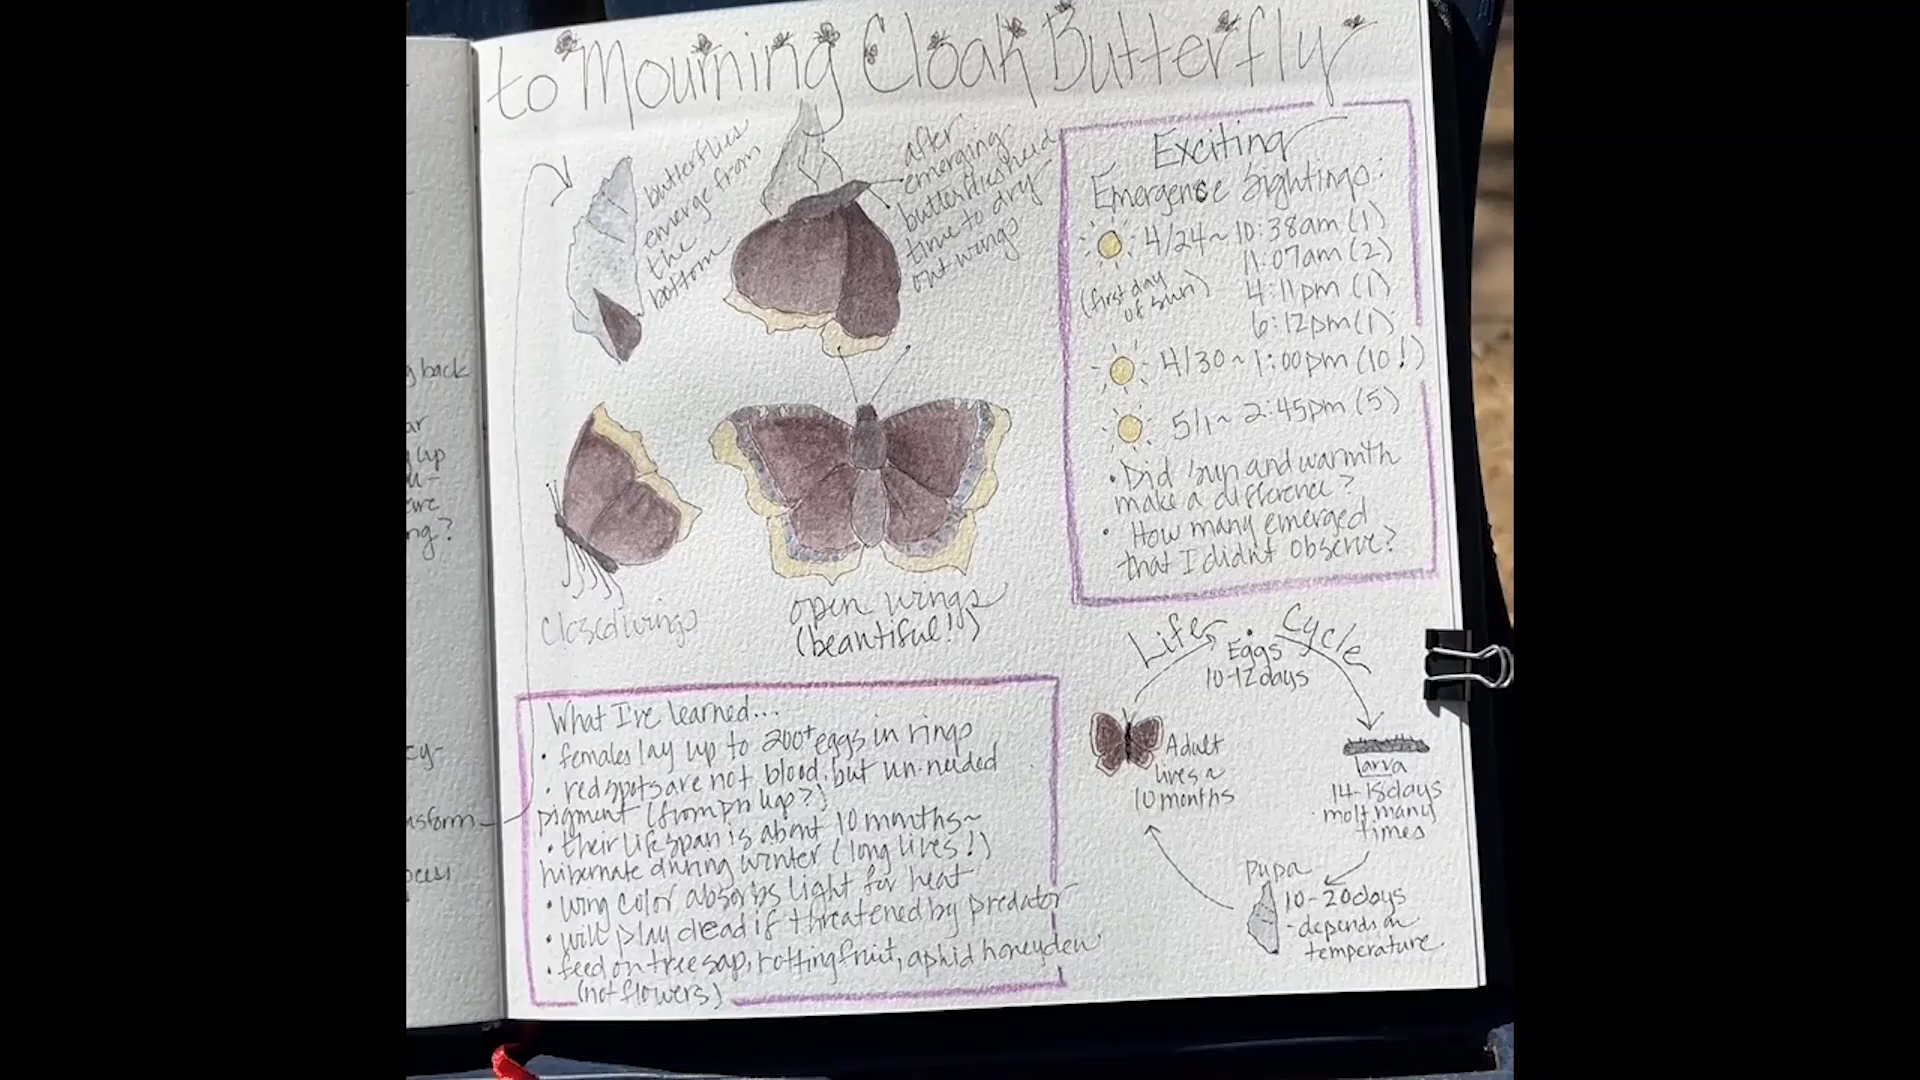 to Mourning Cloak Butterfly
butterflies
emerge from
the
bottom
after
emerging
butterflies need
time to dry
out wings
closed wings
open wings
(beautiful!)
Exciting
Emergence Sightings:
4/24~ 10:38am (1)
11:07am (2)
(first day
of sun)
4:11pm (1)
6:12pm (1)
4/30~1:00pm (10!)
5/1~ 2:45pm (5)
• Did sun and warmth
make a difference?
• How many emerged
that I didn't observe?
What I've learned...
• females lay up to 200+ eggs in rings
• red spots are not blood, but un-needed
pigment (from pupa?)
• their life span is about 10 months~
hibernate during winter (long lives!)
• wing color absorbs light for heat
• will play dead if threatened by predator
• feed on tree sap, rotting fruit, aphid honeydew
(not flowers)
Life Cycle
Eggs
10-12 days
larva
14-18 days
molt many
times
Pupa
10-20 days
-depends on
temperature
Adult
lives~
10 months
g back
ar
up
ng?
cy-
nsform